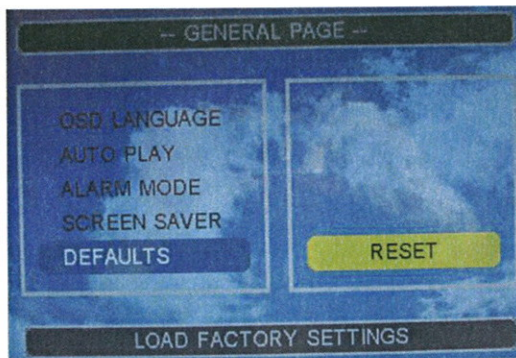 -- GENERAL PAGE --
OSD LANGUAGE
AUTO PLAY
ALARM MODE
SCREEN SAVER
DEFAULTS
RESET
LOAD FACTORY SETTINGS